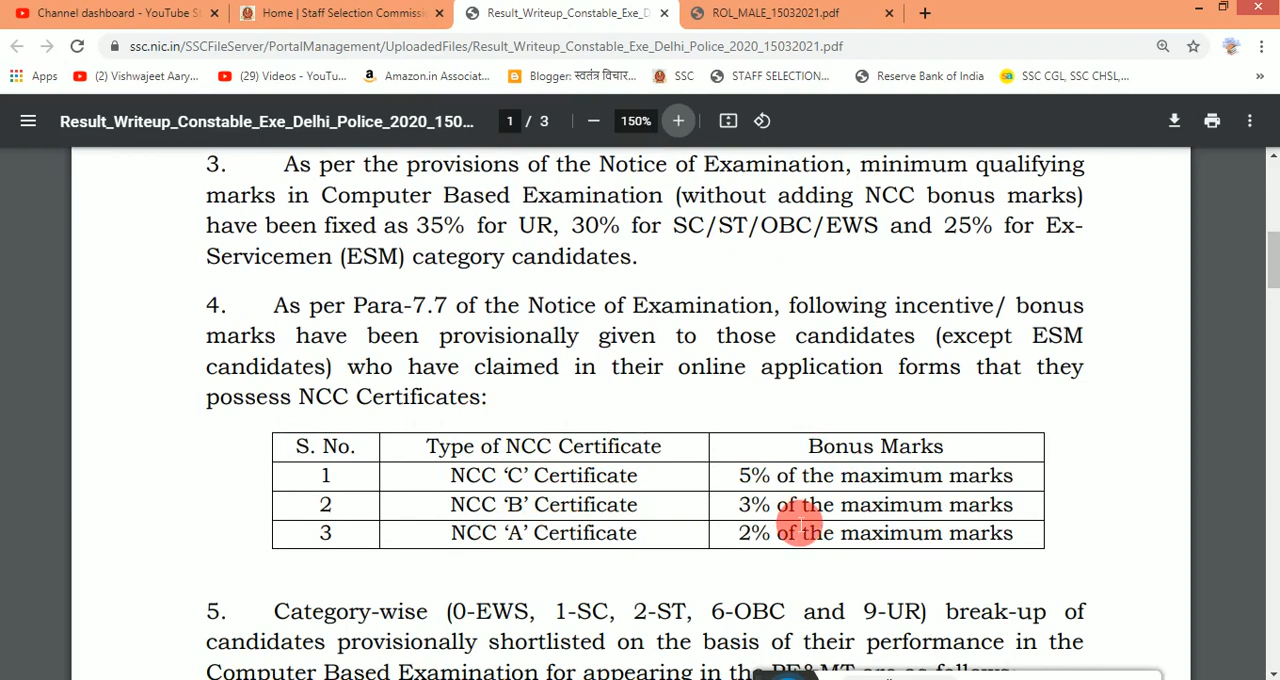 Channel dashboard - YouTube St
Home | Staff Selection Commissi
Result_Writeup_Constable_Exe_D
ROL_MALE_15032021.pdf
ssc.nic.in/SSCFileServer/PortalManagement/UploadedFiles/Result_Writeup_Constable_Exe_Delhi_Police_2020_15032021.pdf
Apps (2) Vishwajeet Aary... (29) Videos - YouTu... Amazon.in Associat... Blogger: स्वतंत्र विचार... SSC STAFF SELECTION... Reserve Bank of India SSC CGL, SSC CHSL,... »
Result_Writeup_Constable_Exe_Delhi_Police_2020_150... 1 / 3 150%
3. As per the provisions of the Notice of Examination, minimum qualifying
marks in Computer Based Examination (without adding NCC bonus marks)
have been fixed as 35% for UR, 30% for SC/ST/OBC/EWS and 25% for Ex-
Servicemen (ESM) category candidates.
4. As per Para-7.7 of the Notice of Examination, following incentive/ bonus
marks have been provisionally given to those candidates (except ESM
candidates) who have claimed in their online application forms that they
possess NCC Certificates:
S. No. Type of NCC Certificate Bonus Marks
1 NCC ‘C’ Certificate 5% of the maximum marks
2 NCC ‘B’ Certificate 3% of the maximum marks
3 NCC ‘A’ Certificate 2% of the maximum marks
5. Category-wise (0-EWS, 1-SC, 2-ST, 6-OBC and 9-UR) break-up of
candidates provisionally shortlisted on the basis of their performance in the
Computer Based Examination for appearing in the PE&MT are as follows: